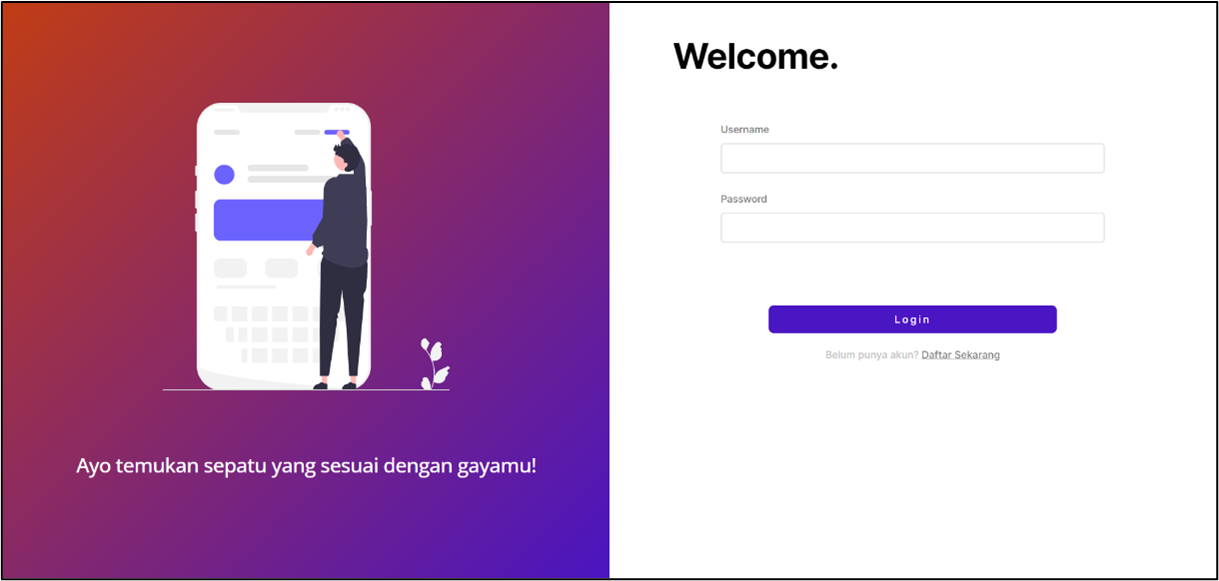 Ayo temukan sepatu yang sesuai dengan gayamu!
Welcome.
Username
Password
Login
Belum punya akun? Daftar Sekarang